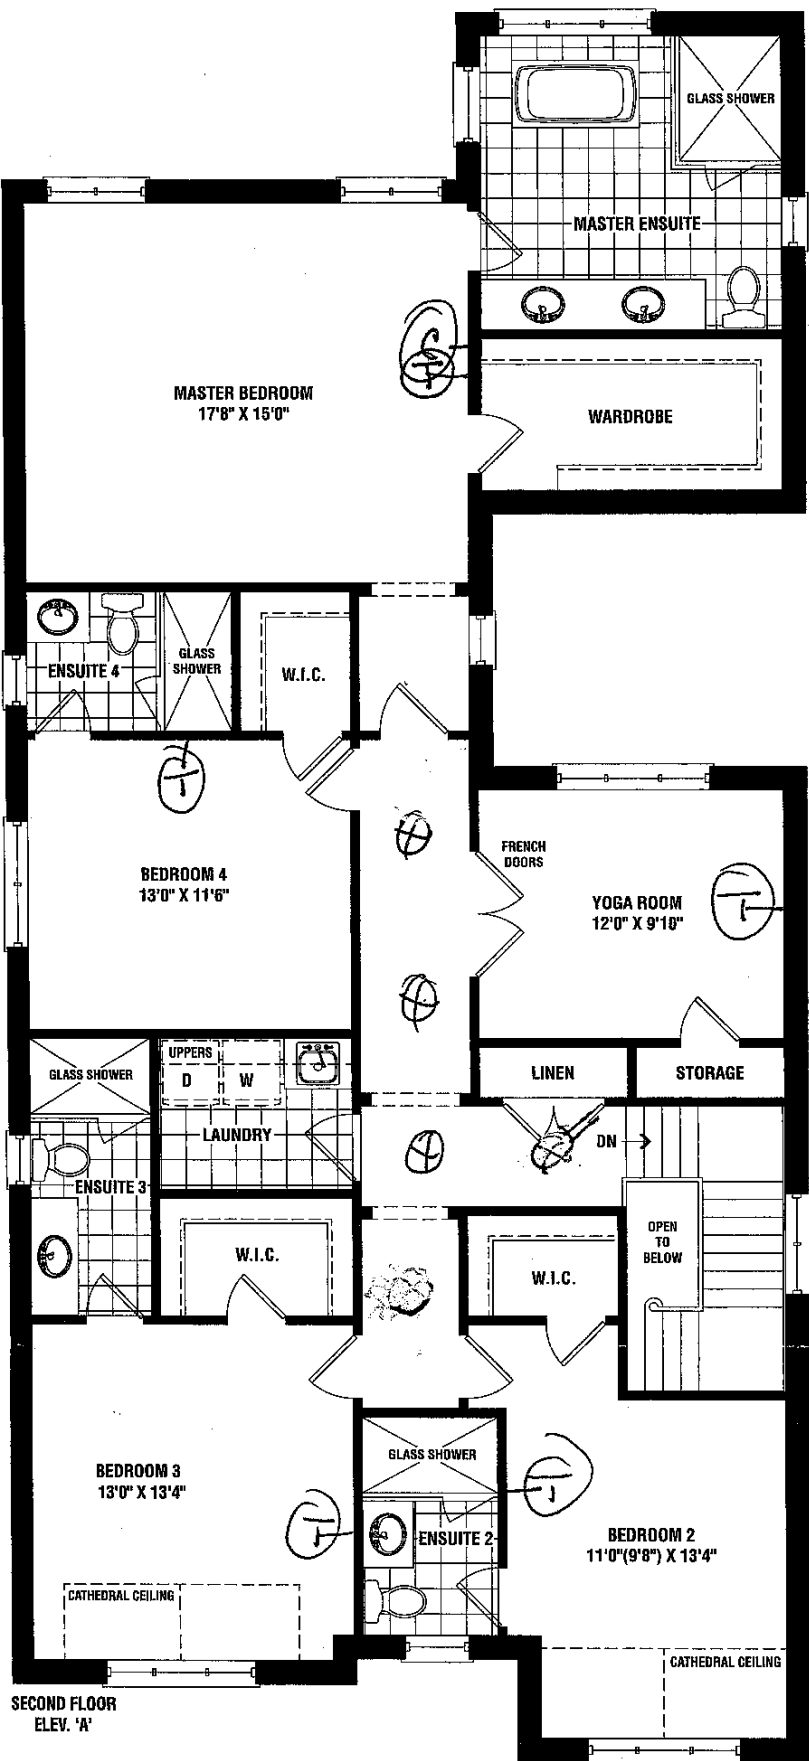 GLASS SHOWER
MASTER ENSUITE
MASTER BEDROOM
17'8" X 15'0"
WARDROBE
ENSUITE 4
GLASS
SHOWER
W.I.C.
BEDROOM 4
13'0" X 11'6"
FRENCH
DOORS
YOGA ROOM
12'0" X 9'10"
GLASS SHOWER
UPPERS
D
W
LAUNDRY
LINEN
STORAGE
DN
ENSUITE 3
W.I.C.
W.I.C.
OPEN
TO
BELOW
BEDROOM 3
13'0" X 13'4"
GLASS SHOWER
ENSUITE 2
BEDROOM 2
11'0"(9'8") X 13'4"
CATHEDRAL CEILING
CATHEDRAL CEILING
SECOND FLOOR
ELEV. 'A'